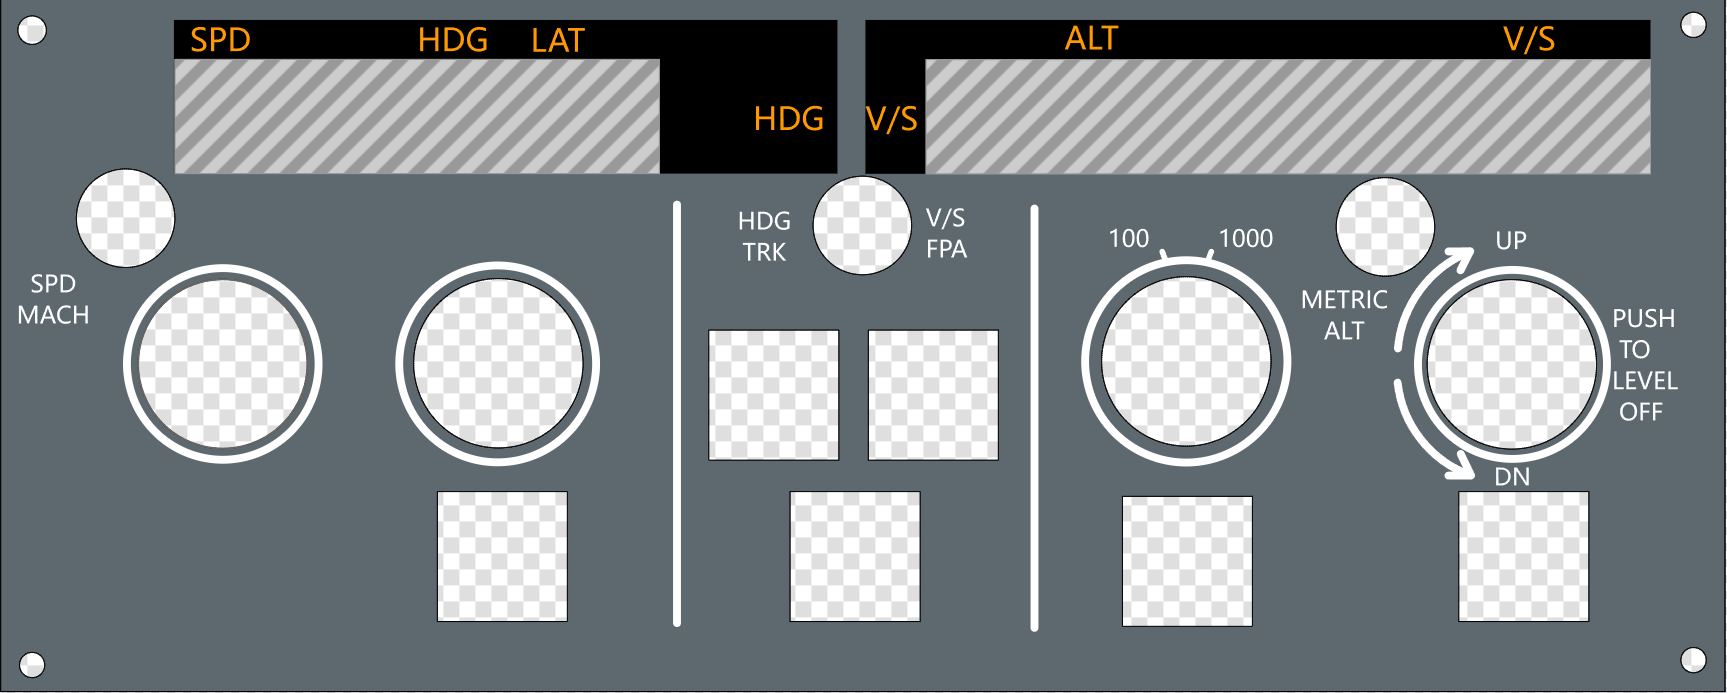 SPD HDG LAT
HDG
ALT V/S
V/S
SPD
MACH
HDG
TRK
V/S
FPA
100 1000
METRIC
ALT
UP
PUSH
TO
LEVEL
OFF
DN